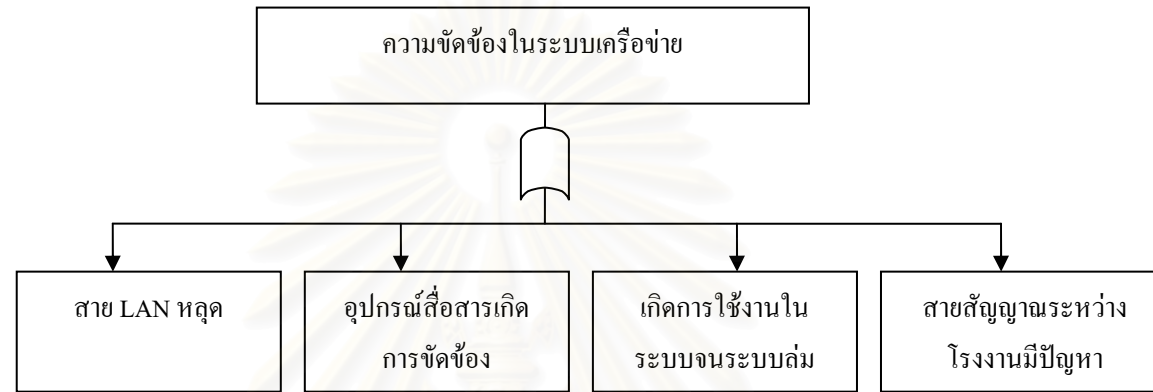 ความขัดข้องในระบบเครือข่าย
สาย LAN หลุด
อุปกรณ์สื่อสารเกิด
การขัดข้อง
เกิดการใช้งานใน
ระบบจนระบบล่ม
สายสัญญาณระหว่าง
โรงงานมีปัญหา